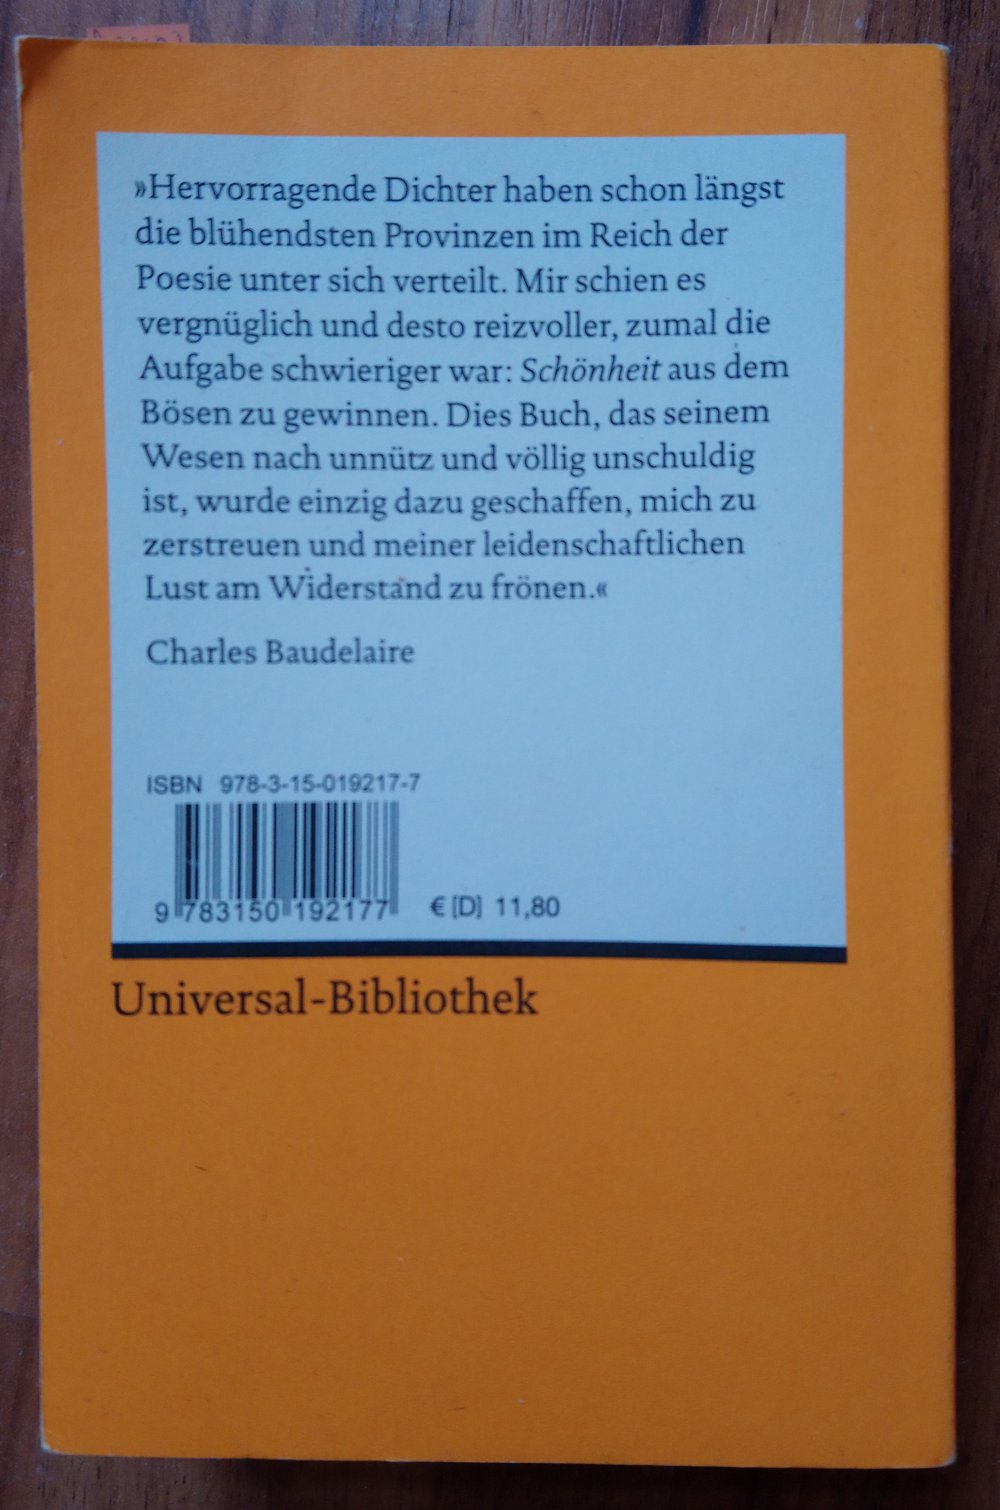 »Hervorragende Dichter haben schon längst
die blühendsten Provinzen im Reich der
Poesie unter sich verteilt. Mir schien es
vergnüglich und desto reizvoller, zumal die
Aufgabe schwieriger war: Schönheit aus dem
Bösen zu gewinnen. Dies Buch, das seinem
Wesen nach unnütz und völlig unschuldig
ist, wurde einzig dazu geschaffen, mich zu
zerstreuen und meiner leidenschaftlichen
Lust am Widerstand zu frönen.«
Charles Baudelaire
ISBN 978-3-15-019217-7
9 783150 192177
€ [D] 11,80
Universal-Bibliothek